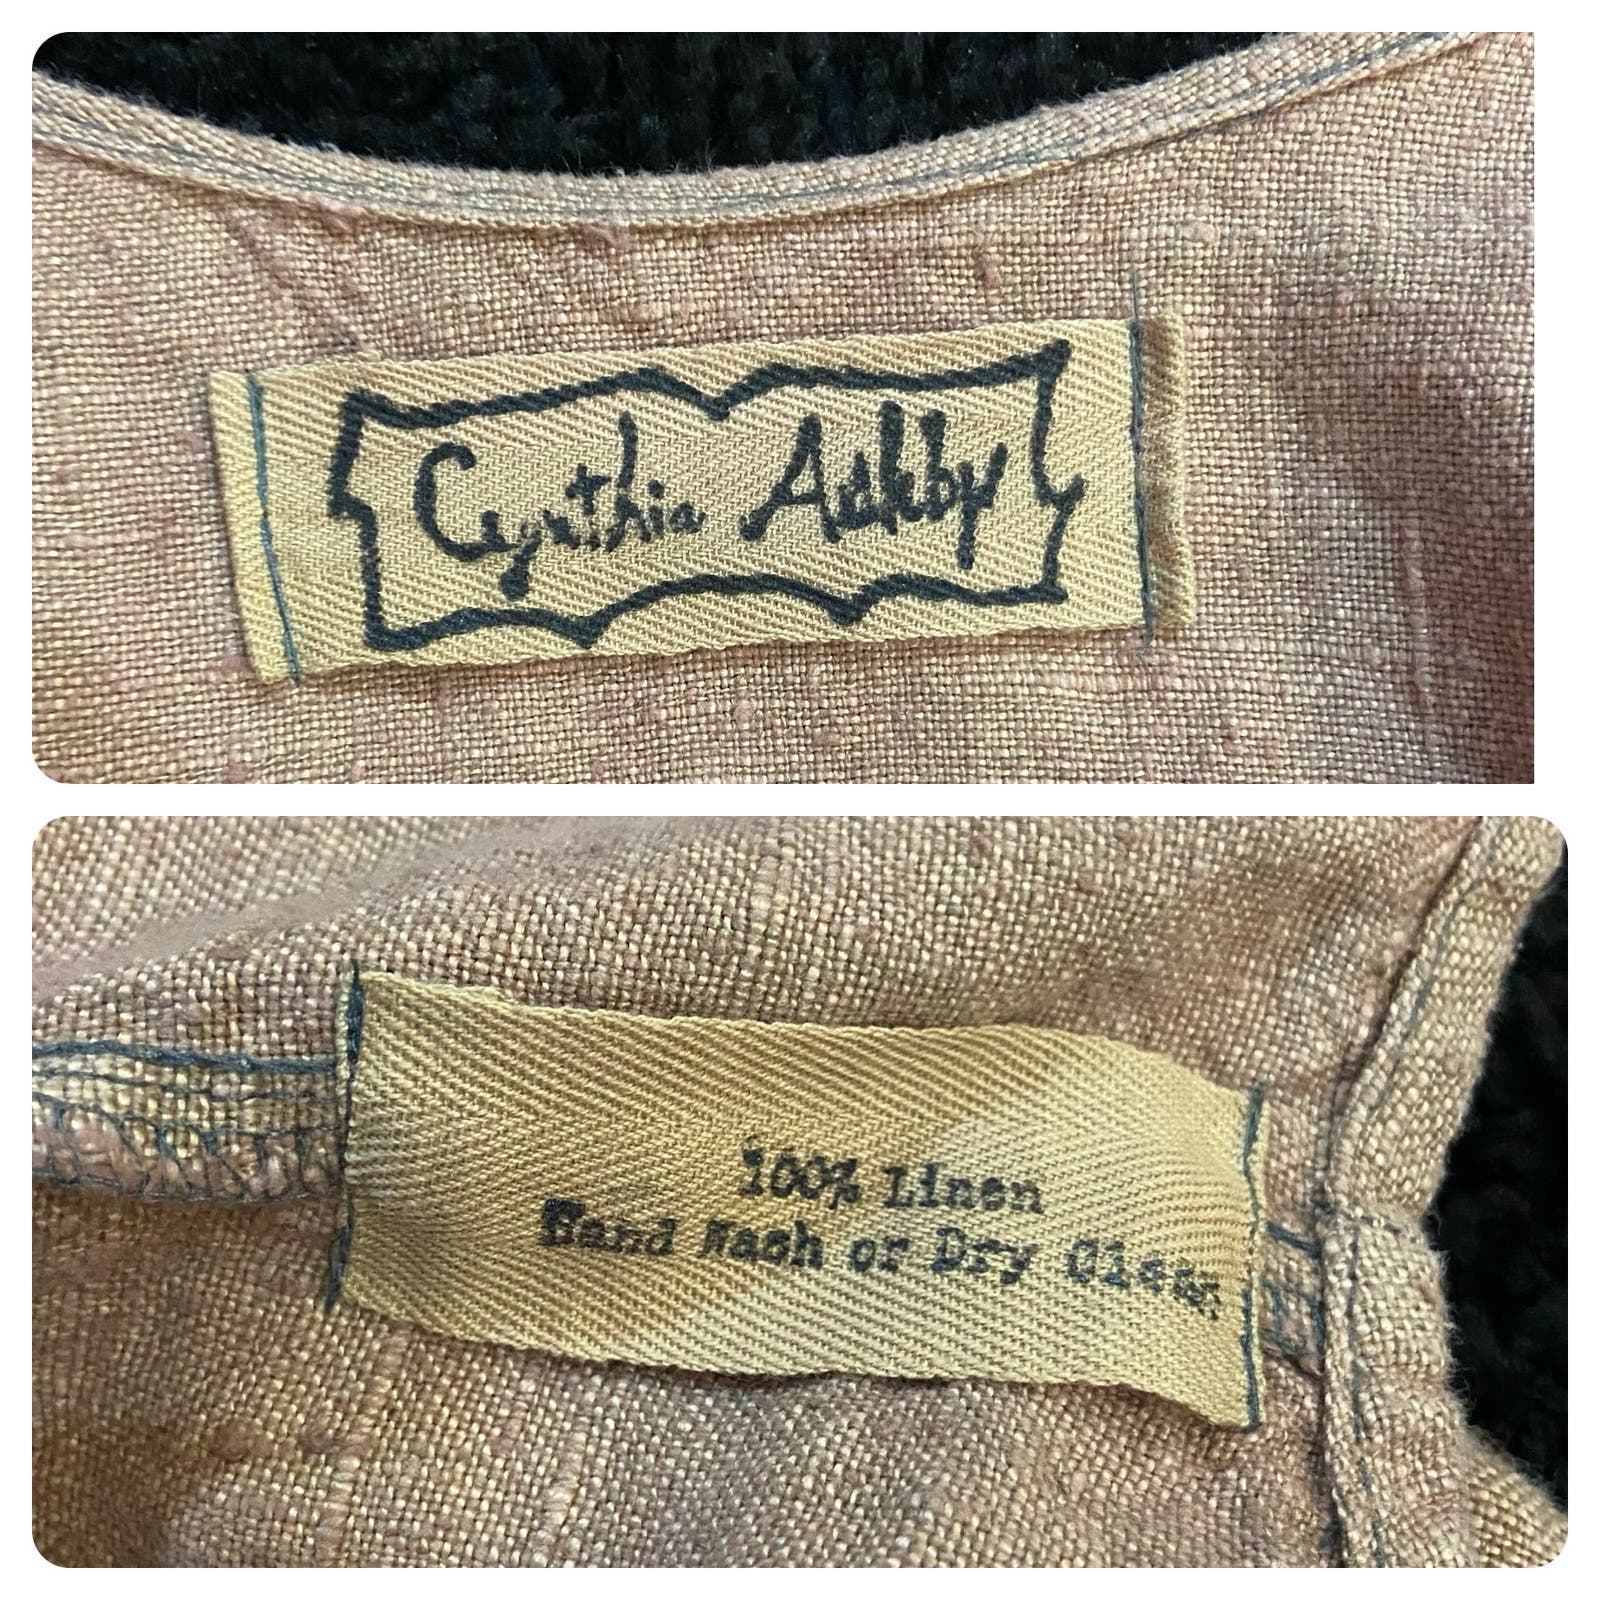 Cynthia Ashby
100% Linen
Hand Wash or Dry Clean